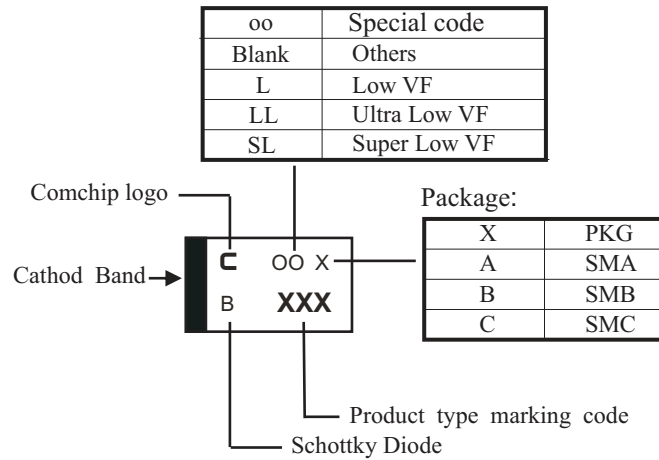 oo Special code
Blank Others
L Low VF
LL Ultra Low VF
SL Super Low VF
Comchip logo
Package:
X PKG
A SMA
B SMB
C SMC
Cathod Band
C OO X
B XXX
Product type marking code
Schottky Diode